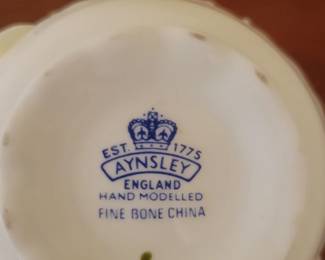 EST. 1775
AYNSLEY
ENGLAND
HAND MODELLED
FINE BONE CHINA